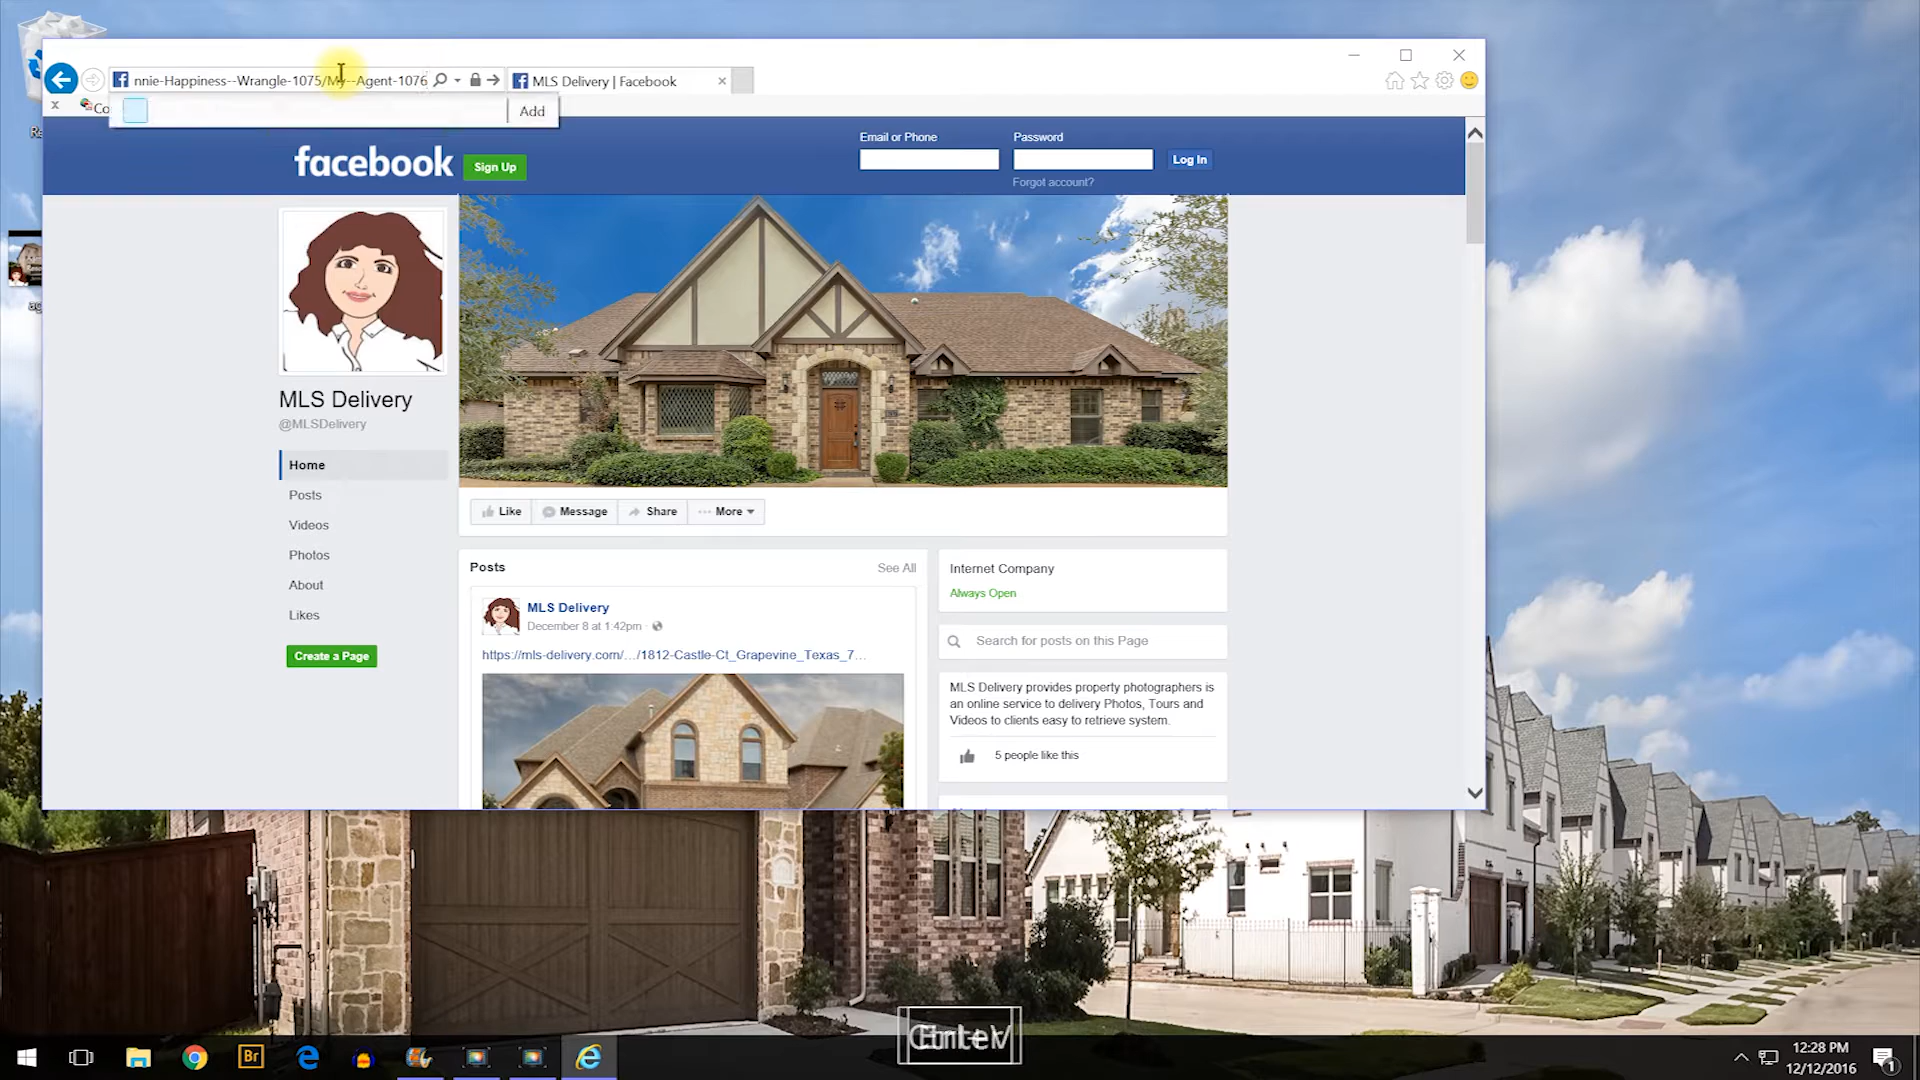 nnie-Happiness--Wrangle-1075/My--Agent-1076
MLS Delivery | Facebook
Add
facebook
Sign Up
Email or Phone
Password
Log In
Forgot account?
MLS Delivery
@MLSDelivery
Home
Posts
Videos
Photos
About
Likes
Create a Page
Like
Message
Share
More
Posts
See All
MLS Delivery
December 8 at 1:42pm
https://mls-delivery.com/.../1812-Castle-Ct_Grapevine_Texas_7...
Internet Company
Always Open
Search for posts on this Page
MLS Delivery provides property photographers is
an online service to delivery Photos, Tours and
Videos to clients easy to retrieve system.
5 people like this
Br
12:28 PM
12/12/2016
1